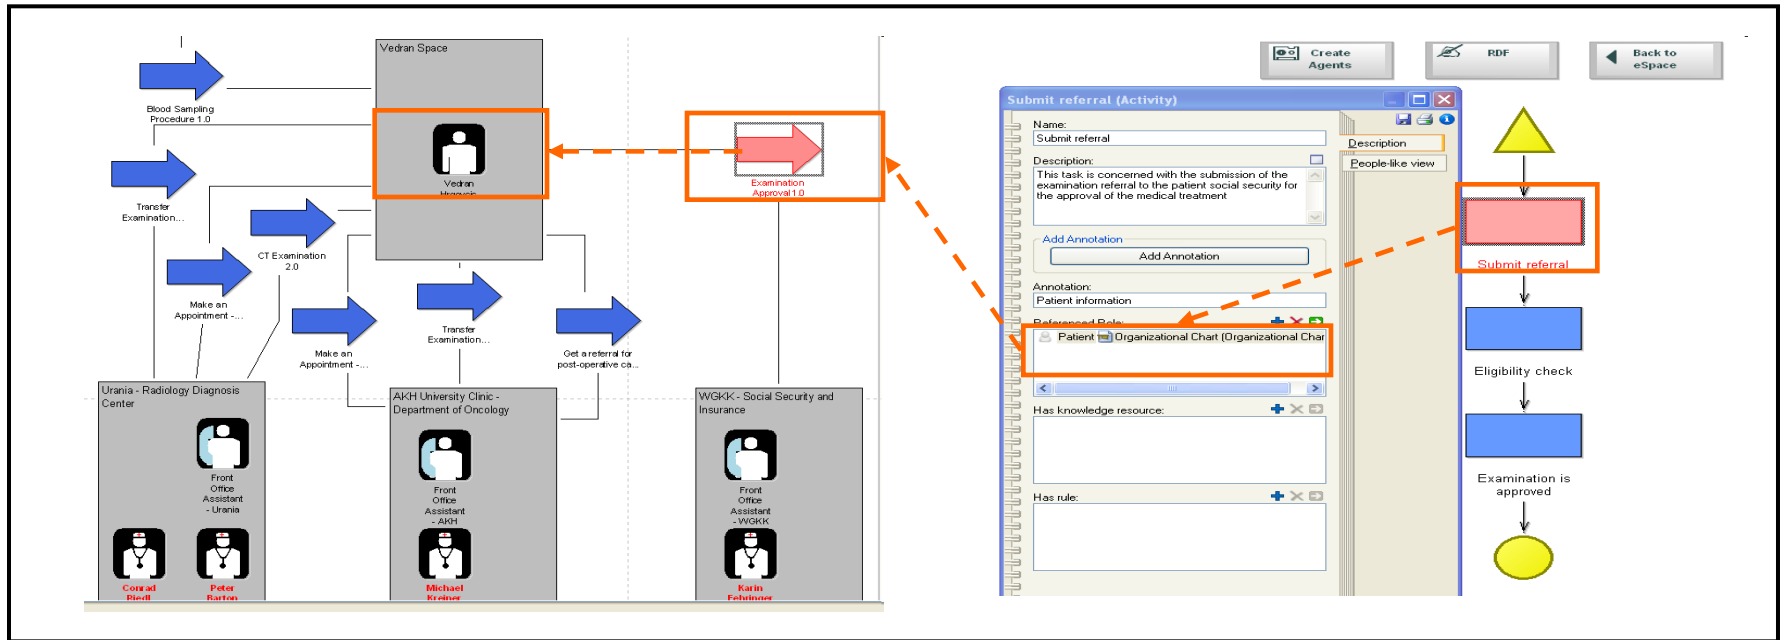 Vedran Space
Blood Sampling
Procedure 1.0
Vedran
Transfer
Examination...
Examination
Approval 1.0
CT Examination
2.0
Make an
Appointment -...
Transfer
Examination...
Make an
Appointment -...
Get a referral for
post-operative ca...
Urania - Radiology Diagnosis
Center
Front
Office
Assistant
- Urania
Conrad
Riedl
Peter
Barton
AKH University Clinic -
Department of Oncology
Front
Office
Assistant
- AKH
Michael
Kreiner
WGKK - Social Security and
Insurance
Front
Office
Assistant
- WGKK
Karin
Fehringer
Create
Agents
RDF
Back to
eSpace
Submit referral (Activity)
Name:
Submit referral
Description:
This task is concerned with the submission of the
examination referral to the patient social security for
the approval of the medical treatment
Add Annotation
Add Annotation
Annotation:
Patient information
Referenced Role:
Patient Organizational Chart (Organizational Char
Has knowledge resource:
Has rule:
Description
People-like view
Submit referral
Eligibility check
Examination is
approved